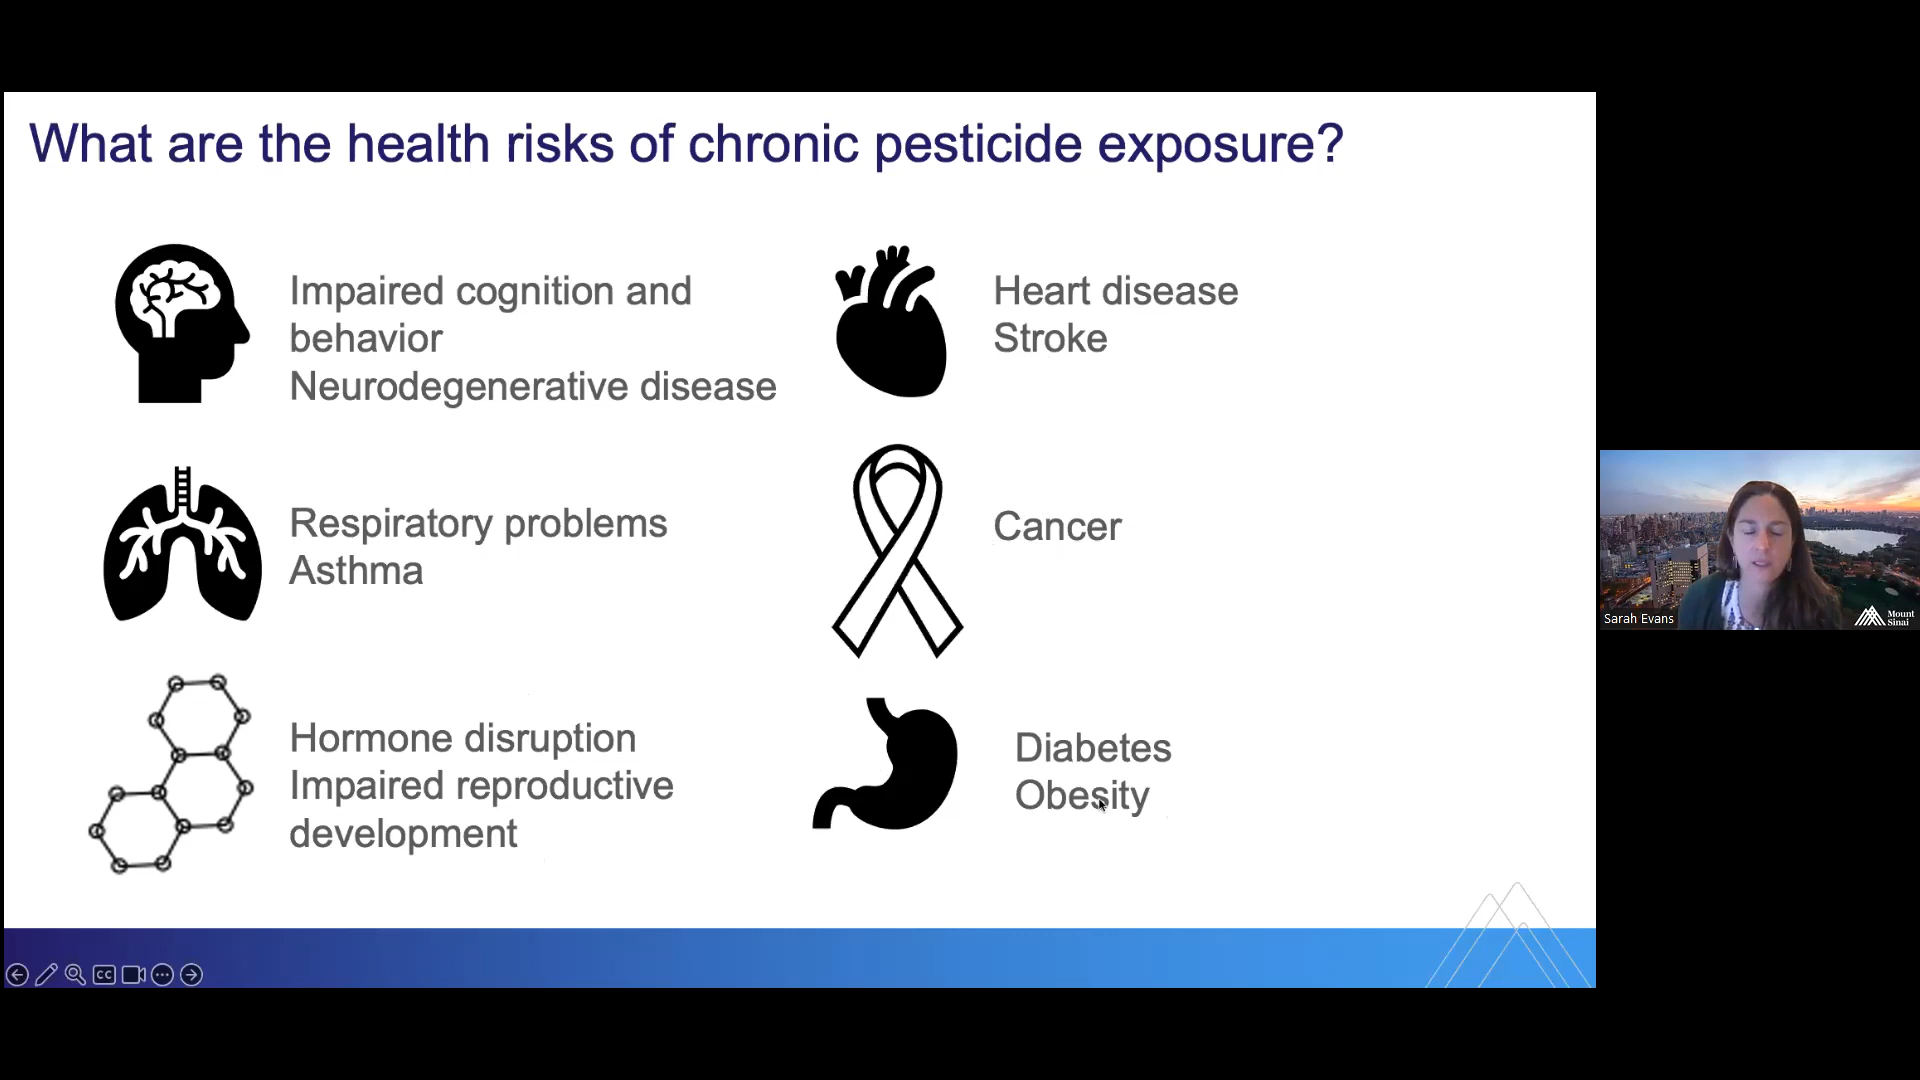 What are the health risks of chronic pesticide exposure?
Impaired cognition and
behavior
Neurodegenerative disease
Heart disease
Stroke
Respiratory problems
Asthma
Cancer
Hormone disruption
Impaired reproductive
development
Diabetes
Obesity
Sarah Evans
Mount
Sinai
CC